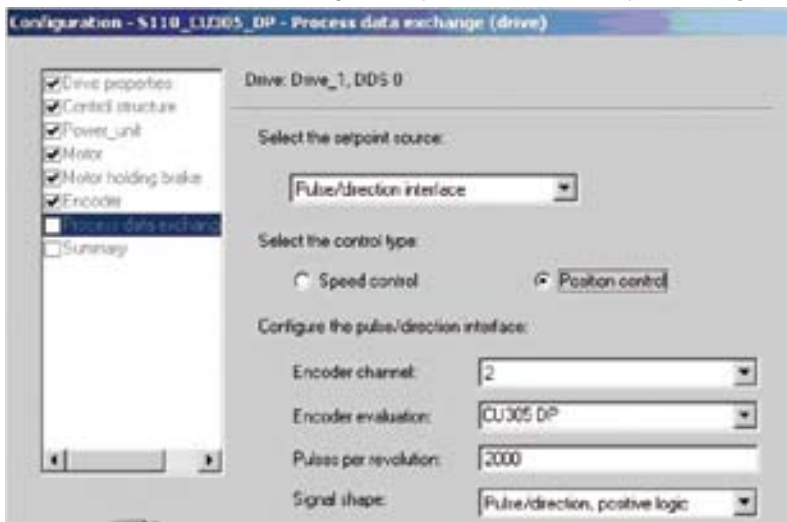 Configuration - S110_CU305_DP - Process data exchange (drive)
Drive properties
Control structure
Power_unit
Motor
Motor holding brake
Encoder
Process data exchang
Summary
Drive: Drive_1, DDS 0
Select the setpoint source:
Pulse/direction interface
Select the control type:
Speed control
Position control
Configure the pulse/direction interface:
Encoder channel:
2
Encoder evaluation:
CU305 DP
Pulses per revolution:
2000
Signal shape:
Pulse/direction, positive logic